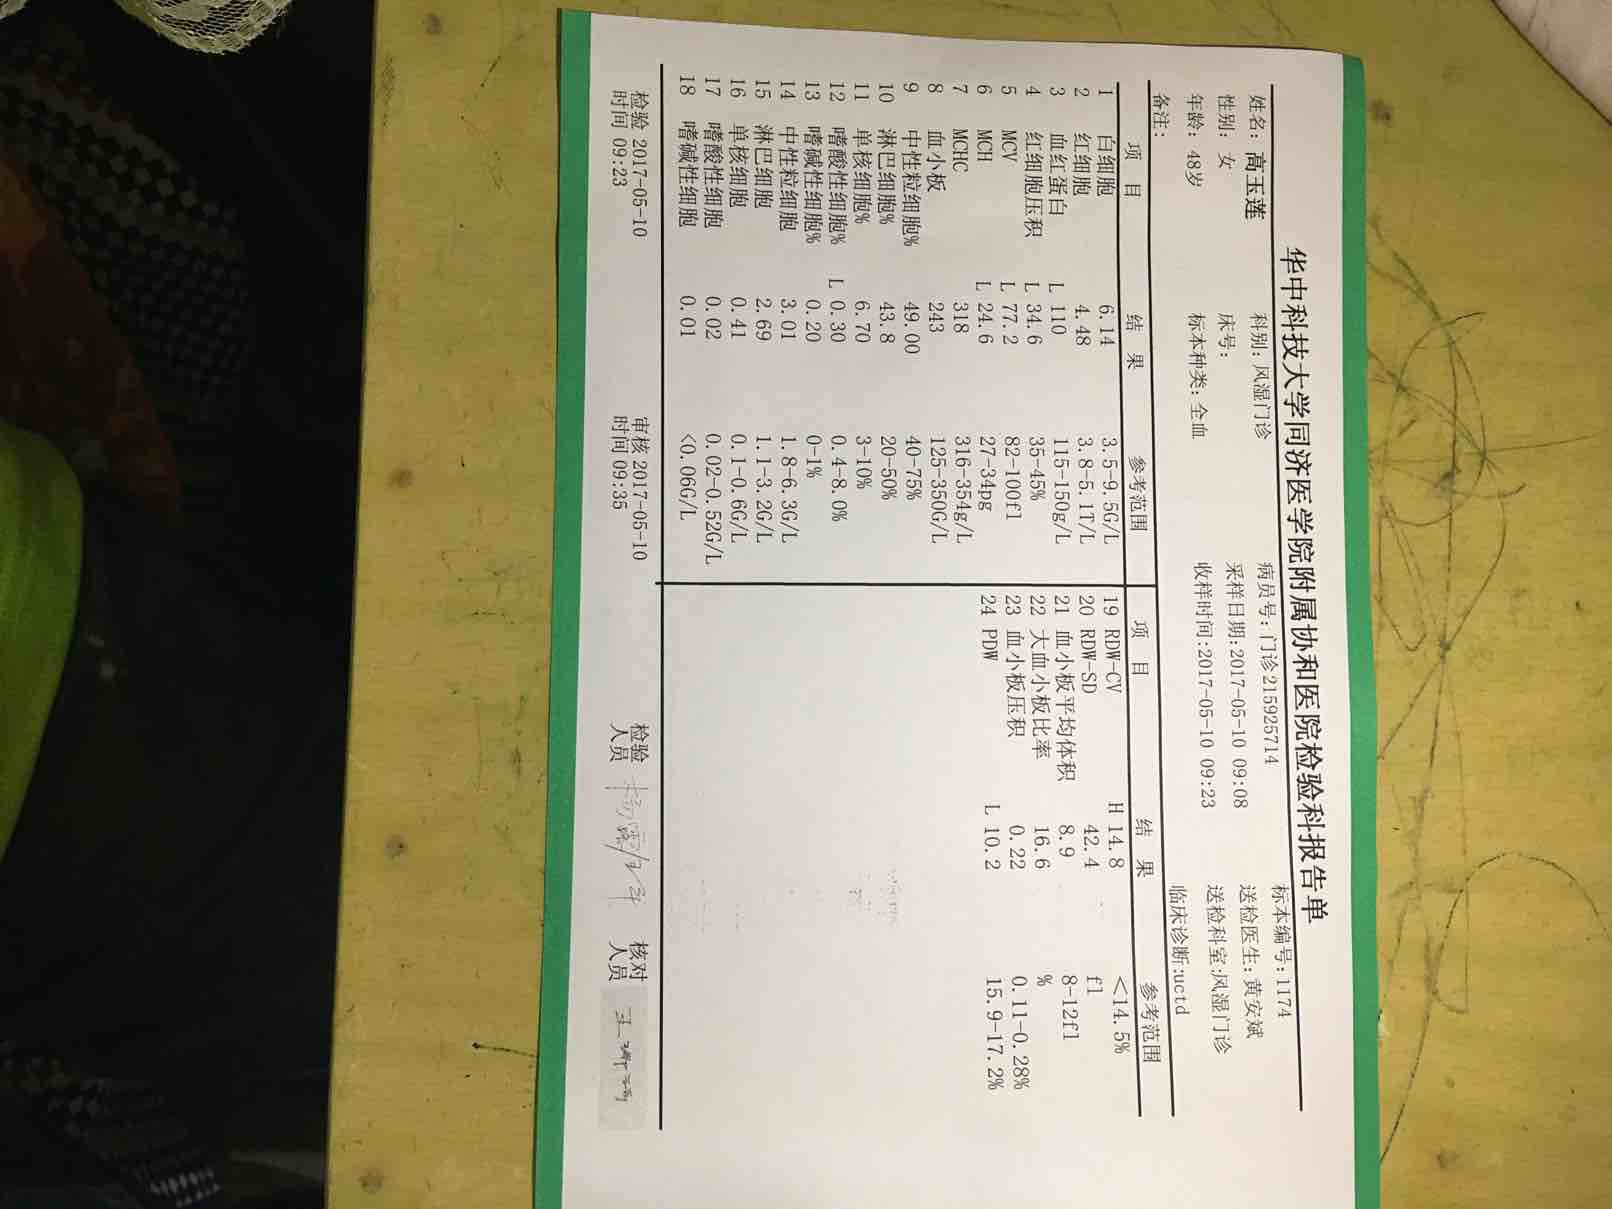 华中科技大学同济医学院附属协和医院检验科报告单
姓名: 高玉莲 科别: 风湿门诊 病员号: 门诊215925714 标本编号: 1174
性别: 女 床号: 采样日期: 2017-05-10 09:08 送检医生: 黄安斌
年龄: 48岁 标本种类: 全血 收样时间: 2017-05-10 09:23 送检科室: 风湿门诊
备注: 临床诊断: uctd
项 目 结 果 参考范围 项 目 结 果 参考范围
1 白细胞 6.14 3.5-9.5G/L 19 RDW-CV H 14.8 <14.5%
2 红细胞 4.48 3.8-5.1T/L 20 RDW-SD 42.4 fl
3 血红蛋白 L 110 115-150g/L 21 血小板平均体积 8.9 8-12fl
4 红细胞压积 L 34.6 35-45% 22 大血小板比率 16.6 %
5 MCV L 77.2 82-100fl 23 血小板压积 0.22 0.11-0.28%
6 MCH L 24.6 27-34pg 24 PDW L 10.2 15.9-17.2%
7 MCHC 318 316-354g/L
8 血小板 243 125-350G/L
9 中性粒细胞% 49.00 40-75%
10 淋巴细胞% 43.8 20-50%
11 单核细胞% 6.70 3-10%
12 嗜酸性细胞% L 0.30 0.4-8.0%
13 嗜碱性细胞% 0.20 0-1%
14 中性粒细胞 3.01 1.8-6.3G/L
15 淋巴细胞 2.69 1.1-3.2G/L
16 单核细胞 0.41 0.1-0.6G/L
17 嗜酸性细胞 0.02 0.02-0.52G/L
18 嗜碱性细胞 0.01 <0.06G/L
检验 2017-05-10 审核 2017-05-10 检验 核对
时间 09:23 时间 09:35 人员 人员